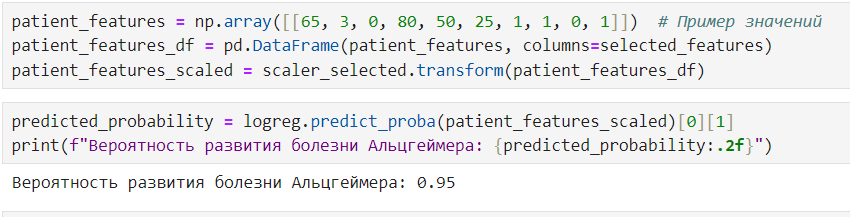 patient_features = np.array([[65, 3, 0, 80, 50, 25, 1, 1, 0, 1]])  # Пример значений
patient_features_df = pd.DataFrame(patient_features, columns=selected_features)
patient_features_scaled = scaler_selected.transform(patient_features_df)
predicted_probability = logreg.predict_proba(patient_features_scaled)[0][1]
print(f"Вероятность развития болезни Альцгеймера: {predicted_probability:.2f}")
Вероятность развития болезни Альцгеймера: 0.95